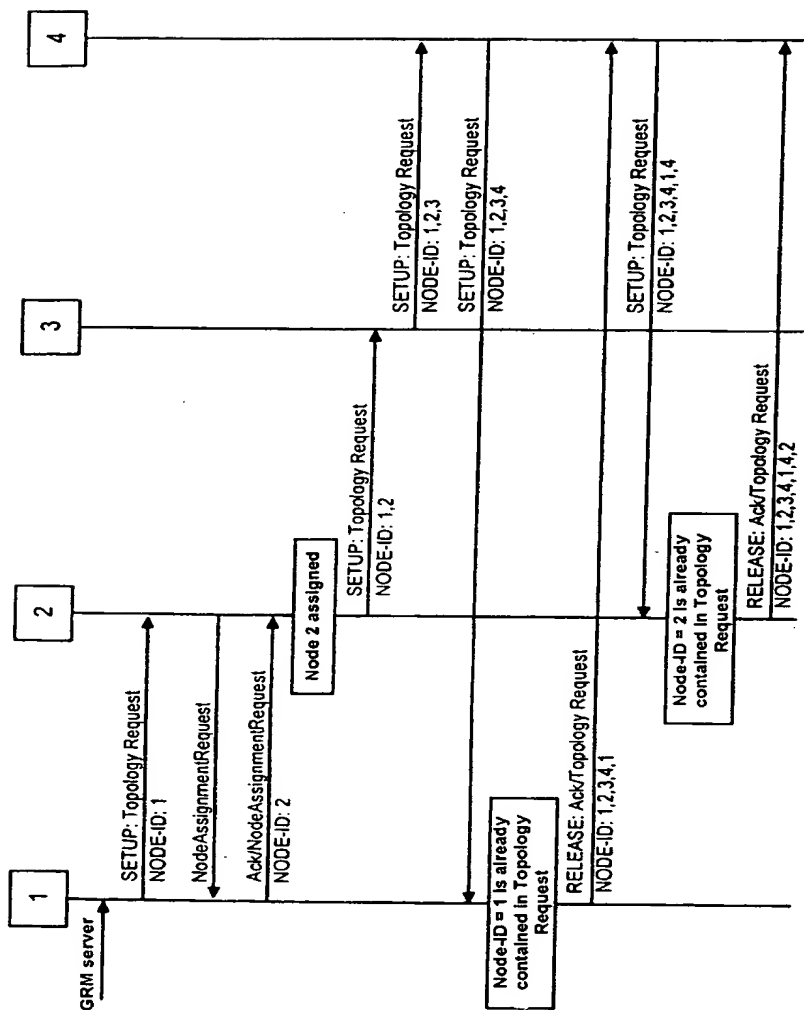 1
2
3
4
GRM server
SETUP: Topology Request
NODE-ID: 1
NodeAssignmentRequest
Ack/NodeAssignmentRequest
NODE-ID: 2
Node 2 assigned
SETUP: Topology Request
NODE-ID: 1,2
SETUP: Topology Request
NODE-ID: 1,2,3
SETUP: Topology Request
NODE-ID: 1,2,3,4
Node-ID = 1 is already
contained in Topology
Request
RELEASE: Ack/Topology Request
NODE-ID: 1,2,3,4,1
SETUP: Topology Request
NODE-ID: 1,2,3,4,1,4
Node-ID = 2 is already
contained in Topology
Request
RELEASE: Ack/Topology Request
NODE-ID: 1,2,3,4,1,4,2